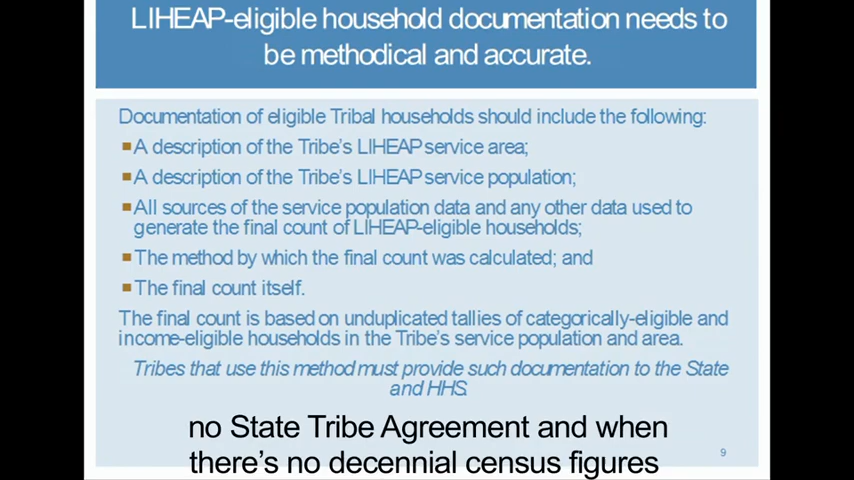 LIHEAP-eligible household documentation needs to
be methodical and accurate.
Documentation of eligible Tribal households should include the following:
A description of the Tribe's LIHEAP service area;
A description of the Tribe's LIHEAP service population;
All sources of the service population data and any other data used to
generate the final count of LIHEAP-eligible households;
The method by which the final count was calculated; and
The final count itself.
The final count is based on unduplicated tallies of categorically-eligible and
income-eligible households in the Tribe's service population and area.
Tribes that use this method must provide such documentation to the State
and HHS.
no State Tribe Agreement and when
there's no decennial census figures
9